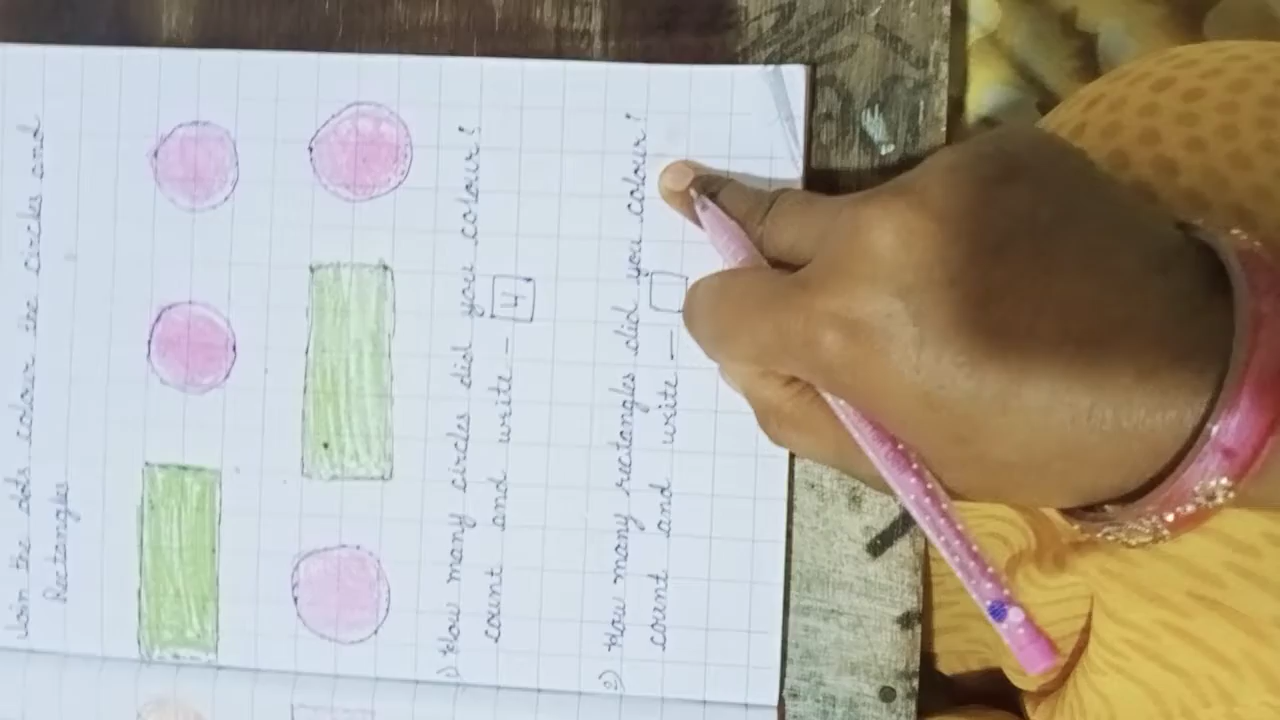 Join the dots colour the circles and
Rectangles
1) How many circles did you colour?
count and write - 4
2) How many rectangles did you colour?
count and write -